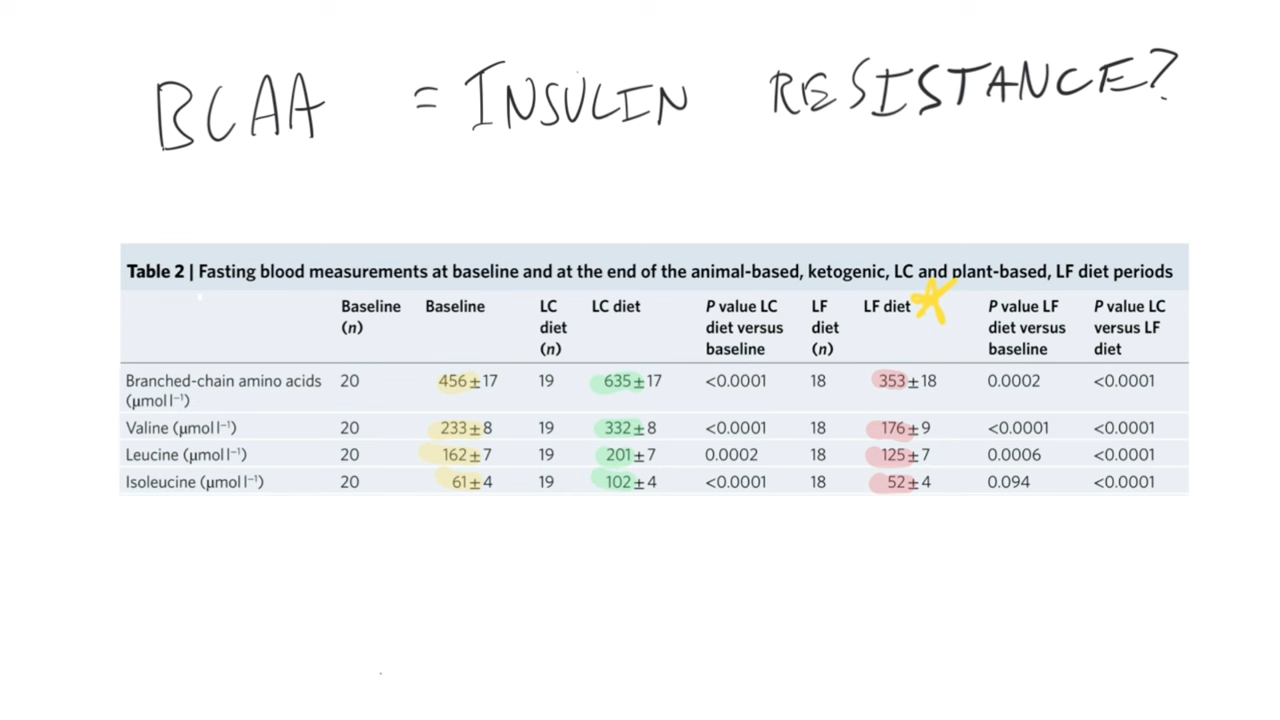 BCAA = INSULIN RESISTANCE?
Table 2 | Fasting blood measurements at baseline and at the end of the animal-based, ketogenic, LC and plant-based, LF diet periods
Baseline (n) Baseline LC diet (n) LC diet P value LC diet versus baseline LF diet (n) LF diet P value LF diet versus baseline P value LC versus LF diet
Branched-chain amino acids (μmol l⁻¹) 20 456±17 19 635±17 <0.0001 18 353±18 0.0002 <0.0001
Valine (μmol l⁻¹) 20 233±8 19 332±8 <0.0001 18 176±9 <0.0001 <0.0001
Leucine (μmol l⁻¹) 20 162±7 19 201±7 0.0002 18 125±7 0.0006 <0.0001
Isoleucine (μmol l⁻¹) 20 61±4 19 102±4 <0.0001 18 52±4 0.094 <0.0001